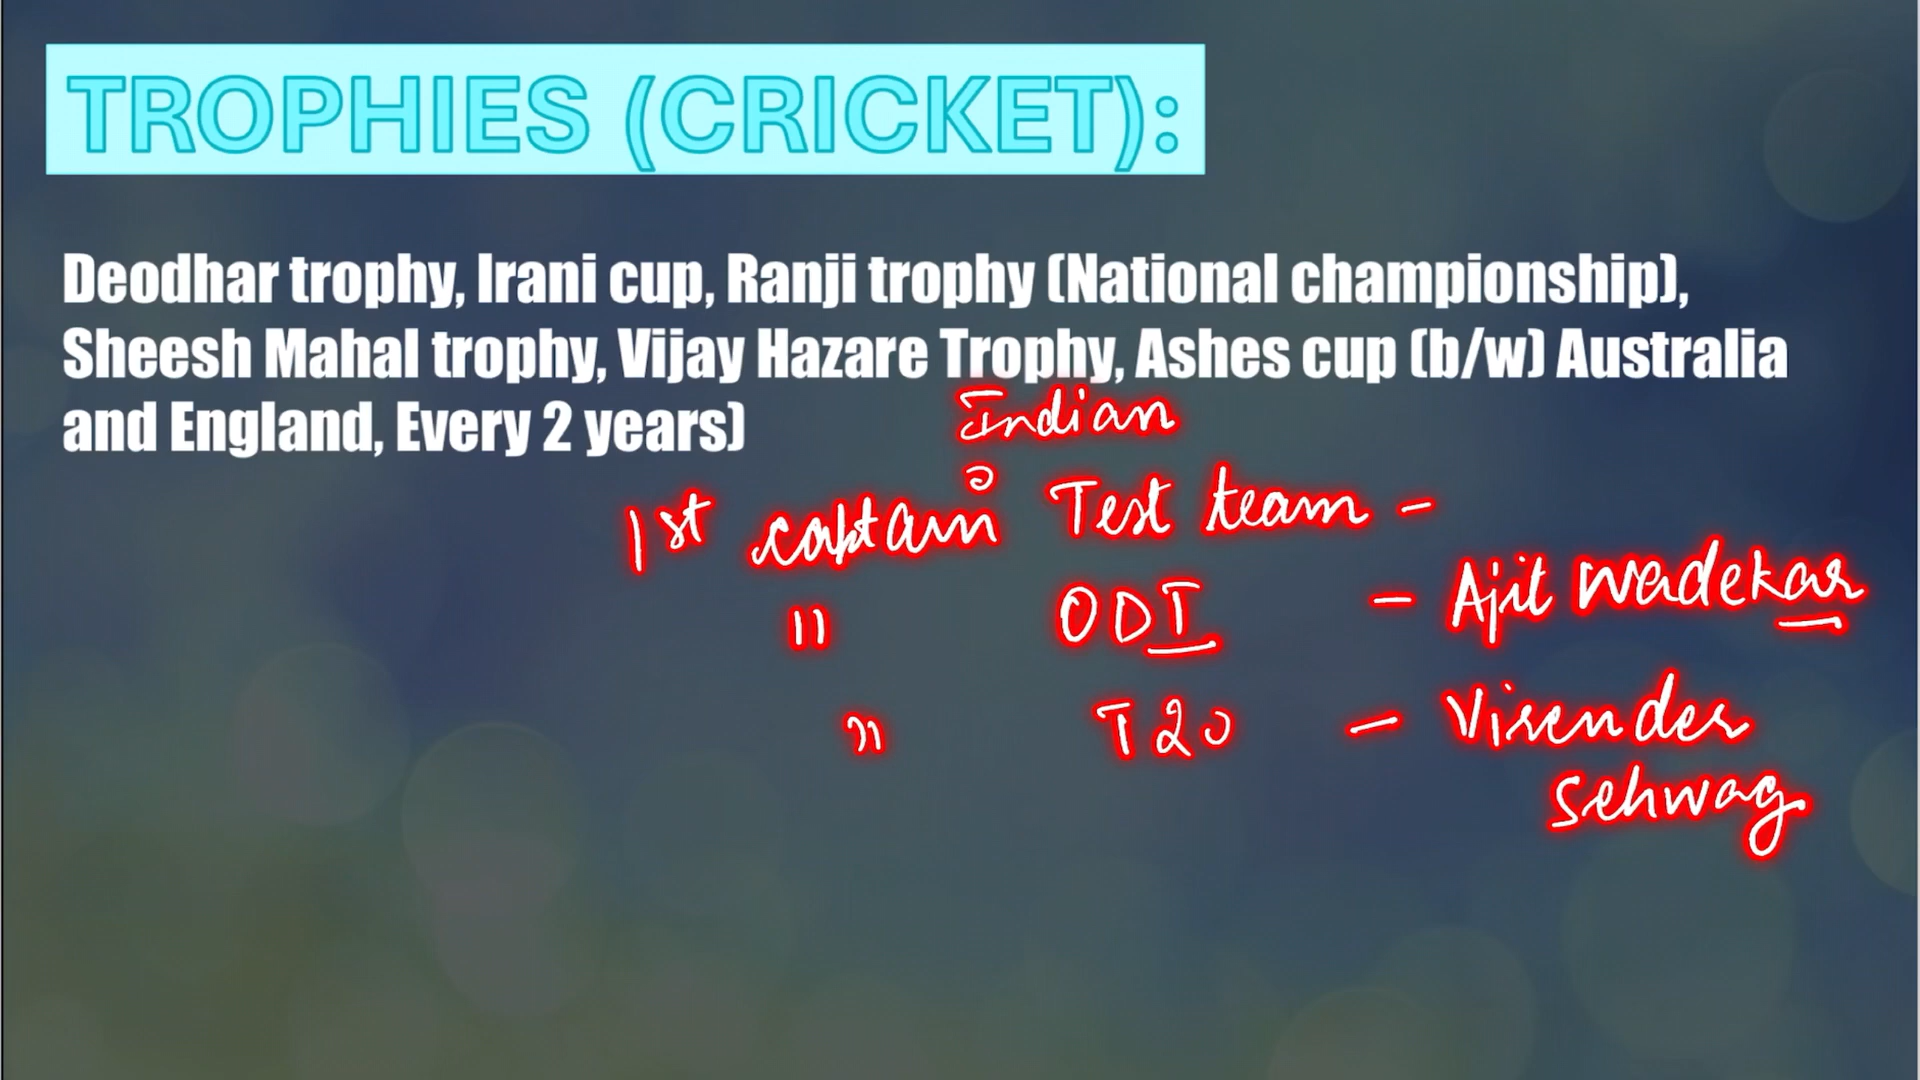 TROPHIES (CRICKET):
Deodhar trophy, Irani cup, Ranji trophy (National championship),
Sheesh Mahal trophy, Vijay Hazare Trophy, Ashes cup (b/w) Australia
and England, Every 2 years)
Indian
1st captain Test team -
" ODI - Ajit Wadekar
" T20 - Virender
Sehwag